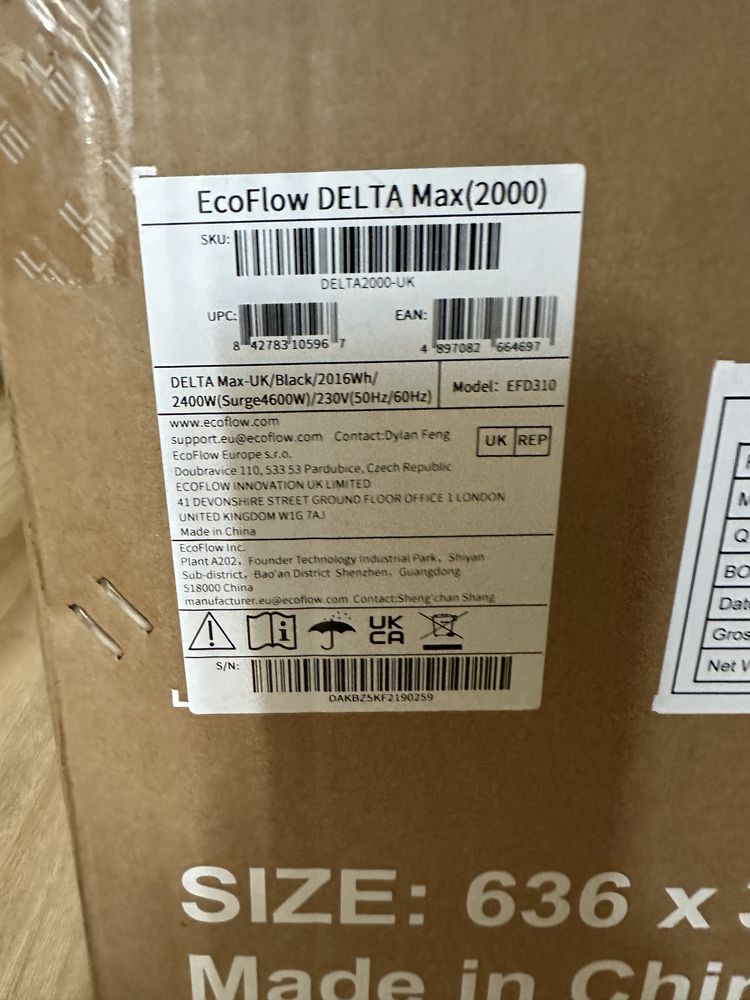 EcoFlow DELTA Max(2000)
SKU:
DELTA2000-UK
UPC:
8 42783 10596 7
EAN:
4 897082 664697
DELTA Max-UK/Black/2016Wh/
2400W(Surge4600W)/230V(50Hz/60Hz)
Model: EFD310
www.ecoflow.com
support.eu@ecoflow.com Contact:Dylan Feng
UK REP
EcoFlow Europe s.r.o.
Doubravice 110, 533 53 Pardubice, Czech Republic
ECOFLOW INNOVATION UK LIMITED
41 DEVONSHIRE STREET GROUND FLOOR OFFICE 1 LONDON
UNITED KINGDOM W1G 7AJ
Made in China
EcoFlow Inc.
Plant A202, Founder Technology Industrial Park, Shiyan
Sub-district, Bao'an District Shenzhen, Guangdong
518000 China
manufacturer.eu@ecoflow.com Contact:Sheng'chan Shang
UK
CA
S/N:
DAKBZ5KF2190259
Q
BO
Dat
Gros
Net
SIZE: 636 x
Made in Chin